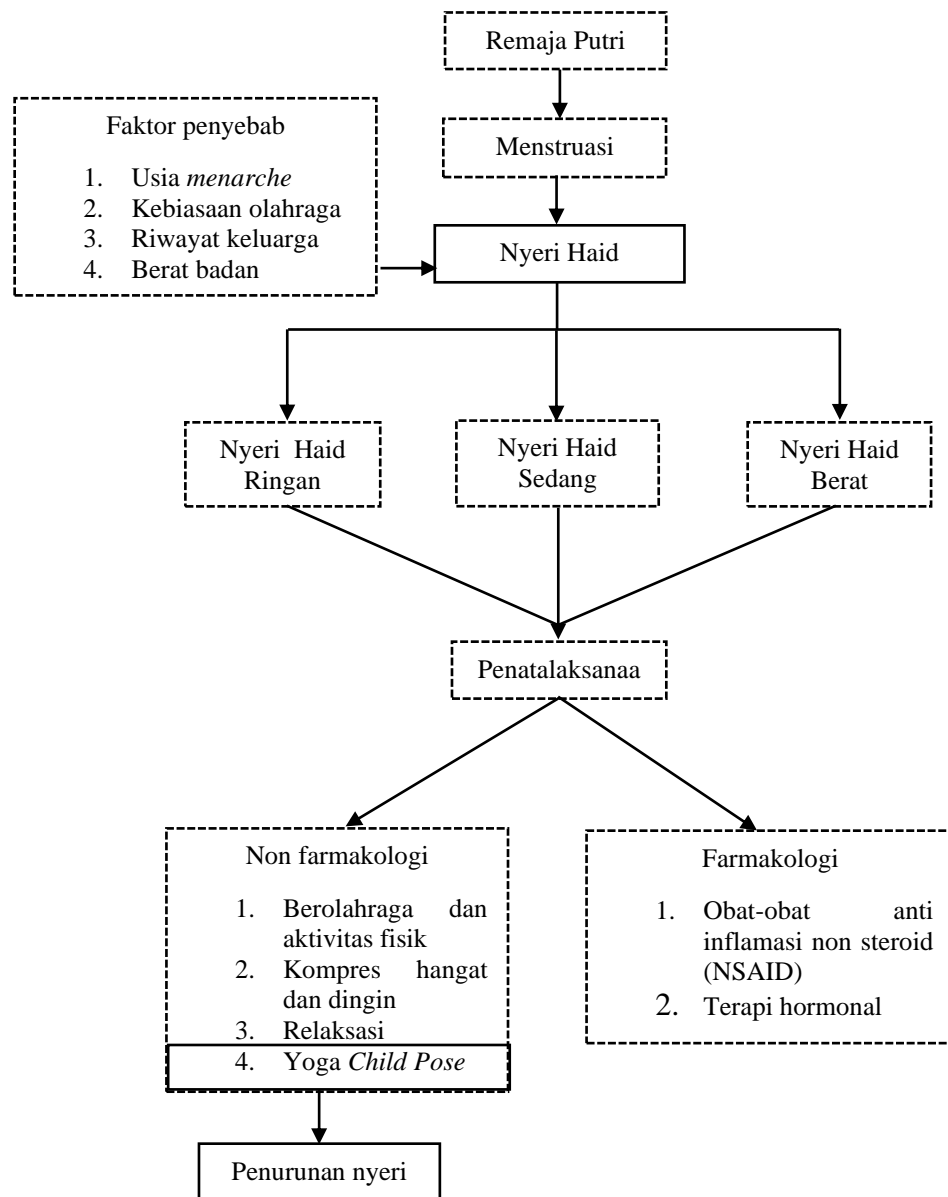 Remaja Putri
Menstruasi
Faktor penyebab
1. Usia menarche
2. Kebiasaan olahraga
3. Riwayat keluarga
4. Berat badan
Nyeri Haid
Nyeri Haid
Ringan
Nyeri Haid
Sedang
Nyeri Haid
Berat
Penatalaksanaa
Non farmakologi
1. Berolahraga dan
aktivitas fisik
2. Kompres hangat
dan dingin
3. Relaksasi
4. Yoga Child Pose
Farmakologi
1. Obat-obat anti
inflamasi non steroid
(NSAID)
2. Terapi hormonal
Penurunan nyeri